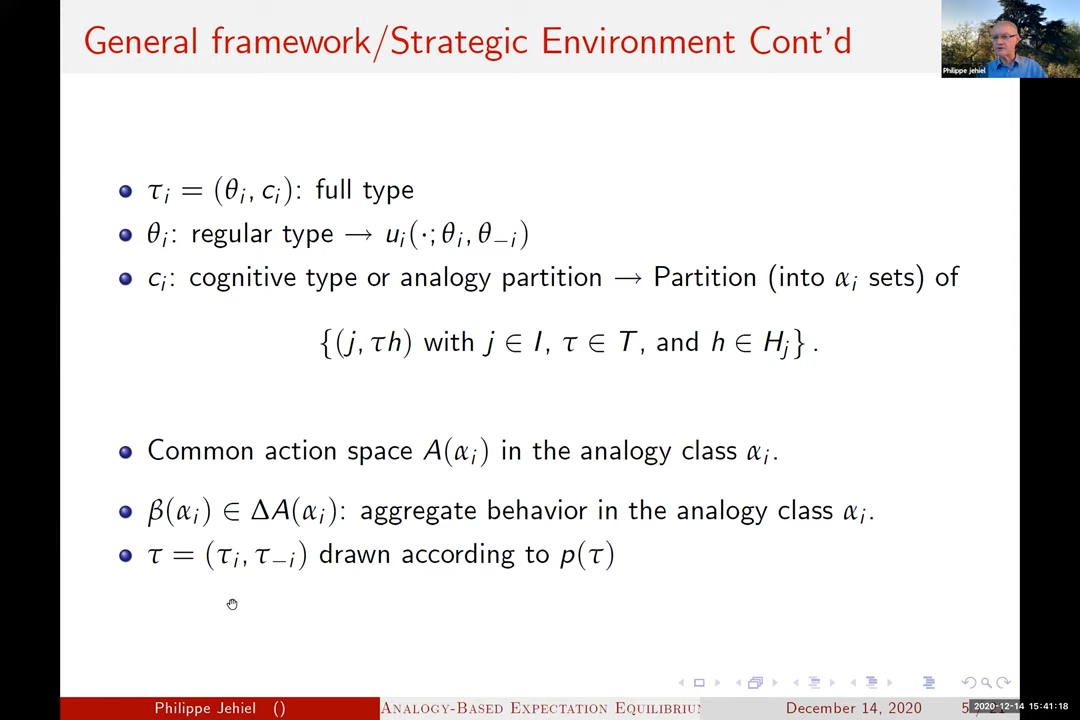 General framework/Strategic Environment Cont'd
Philippe jehiel
τᵢ = (θᵢ, cᵢ): full type
θᵢ: regular type → uᵢ(·; θᵢ, θ₋ᵢ)
cᵢ: cognitive type or analogy partition → Partition (into αᵢ sets) of
{(j, τh) with j ∈ I, τ ∈ T, and h ∈ Hⱼ} .
Common action space A(αᵢ) in the analogy class αᵢ.
β(αᵢ) ∈ ΔA(αᵢ): aggregate behavior in the analogy class αᵢ.
τ = (τᵢ, τ₋ᵢ) drawn according to p(τ)
Philippe Jehiel () Analogy-Based Expectation Equilibriu December 14, 2020
2020-12-14 15:41:18